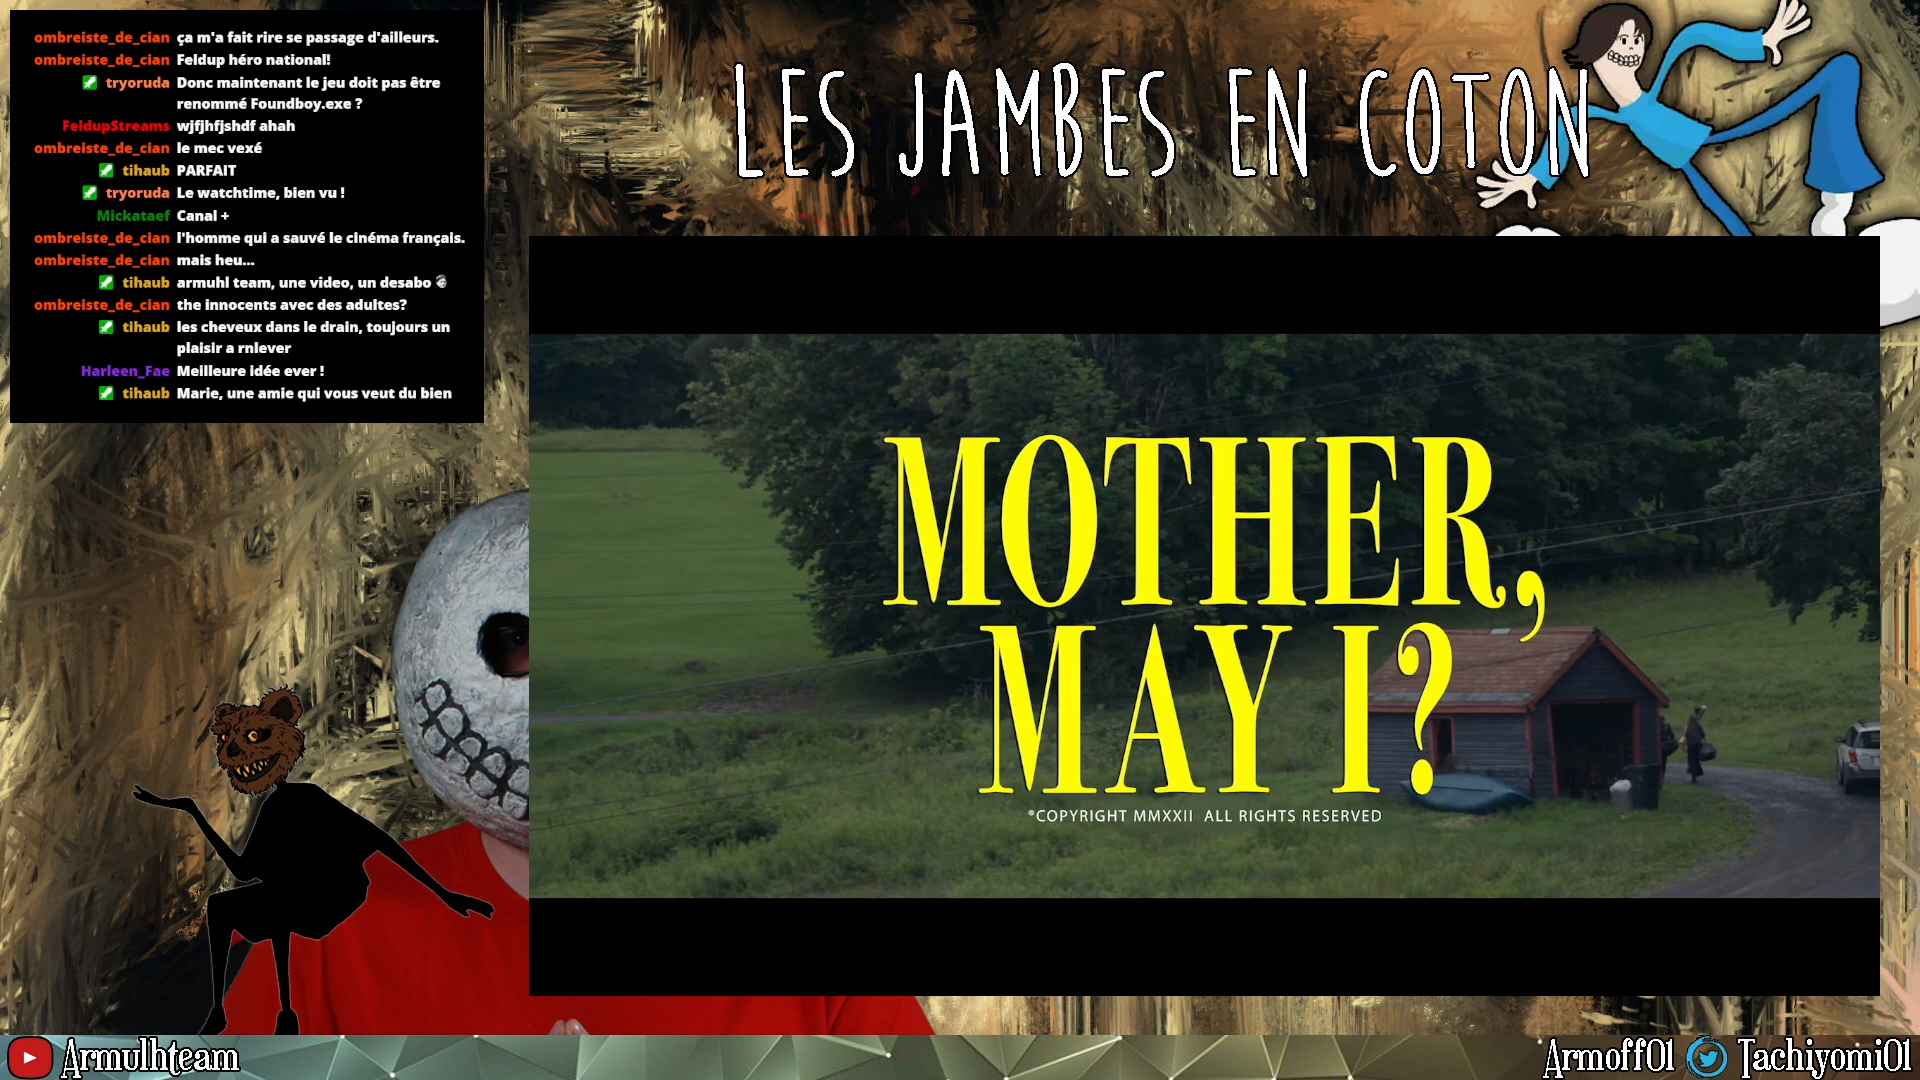 ombreiste_de_cian ça m'a fait rire se passage d'ailleurs.
ombreiste_de_cian Feldup héro national!
tryoruda Donc maintenant le jeu doit pas être
renommé Foundboy.exe ?
FeldupStreams wjfjhfjshdf ahah
ombreiste_de_cian le mec vexé
tihaub PARFAIT
tryoruda Le watchtime, bien vu !
Mickataef Canal +
ombreiste_de_cian l'homme qui a sauvé le cinéma français.
ombreiste_de_cian mais heu...
tihaub armuhl team, une video, un desabo
ombreiste_de_cian the innocents avec des adultes?
tihaub les cheveux dans le drain, toujours un
plaisir a rnlever
Harleen_Fae Meilleure idée ever !
tihaub Marie, une amie qui vous veut du bien
LES JAMBES EN COTON
MOTHER,
MAY I?
®COPYRIGHT MMXXII ALL RIGHTS RESERVED
Armulhteam
Armoff01
Tachiyomi01